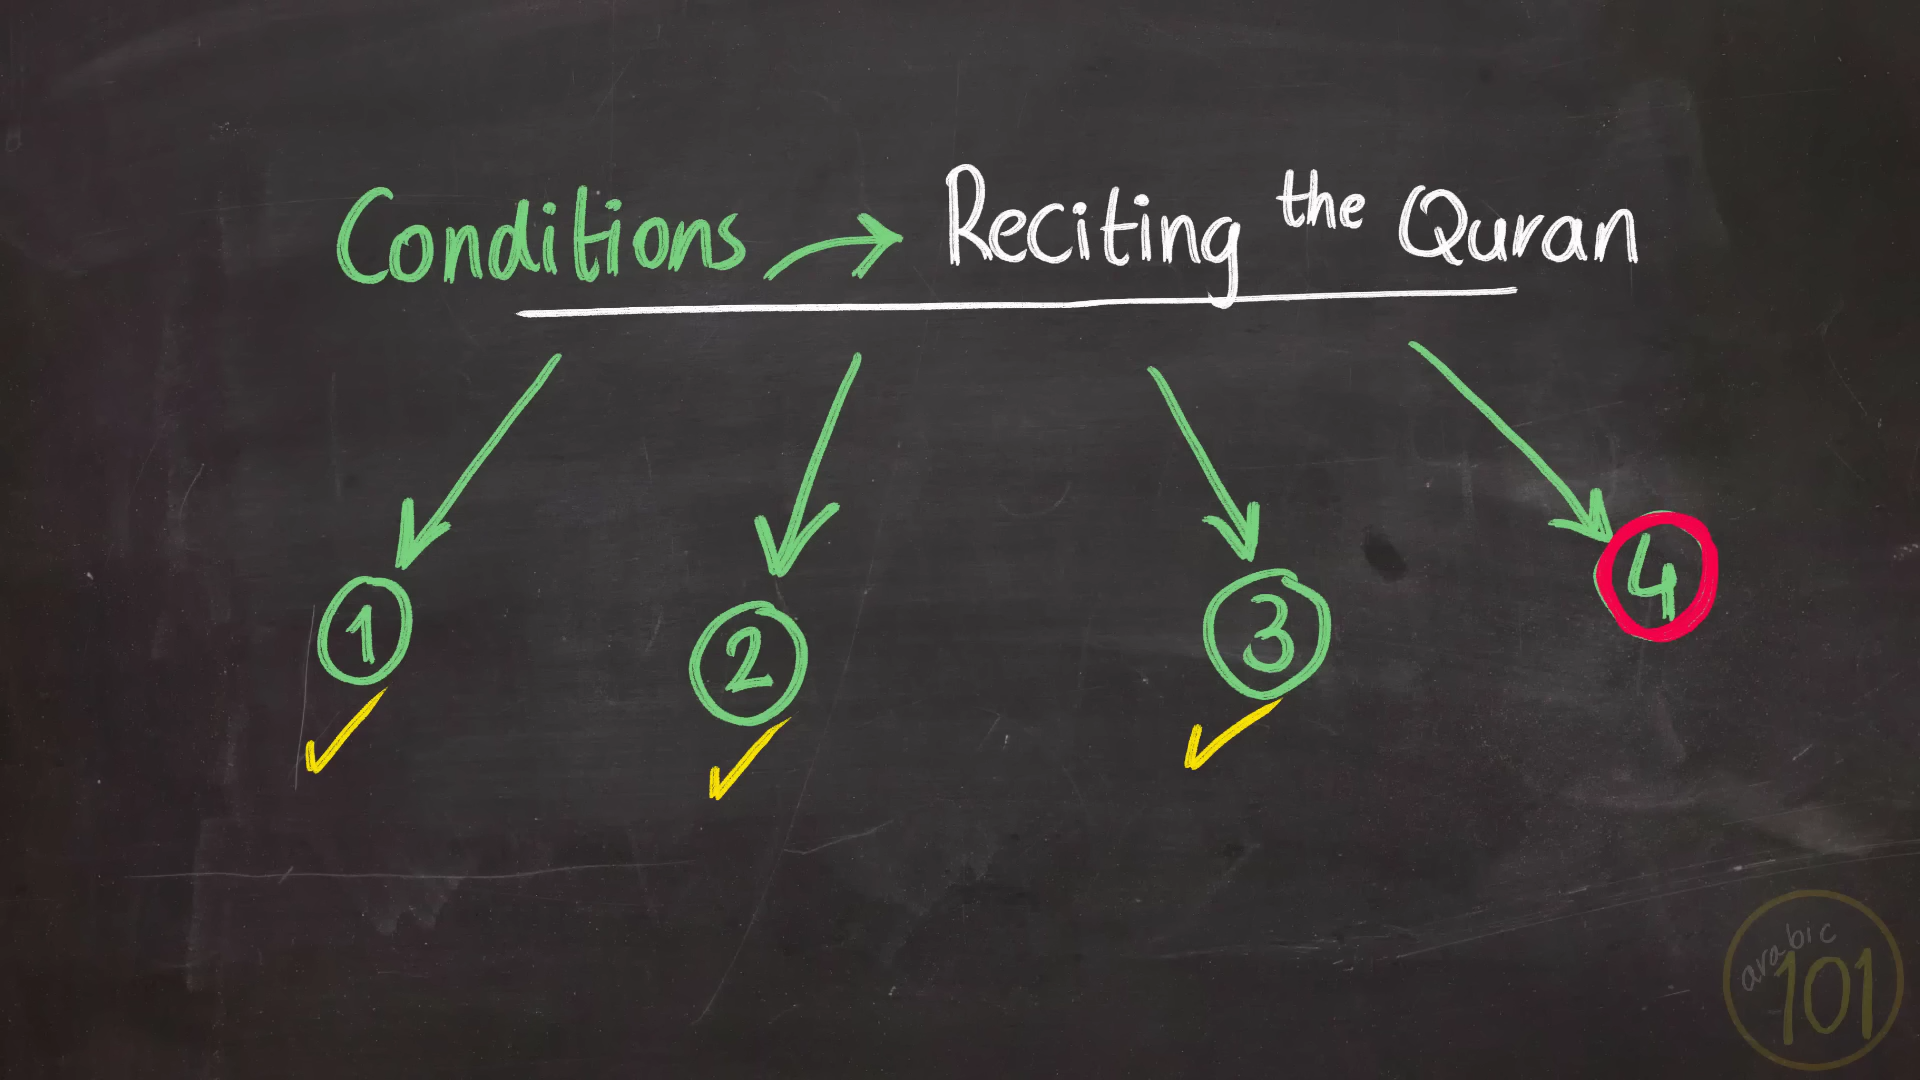 Conditions → Reciting the Quran
1 2 3 4
arabic
101